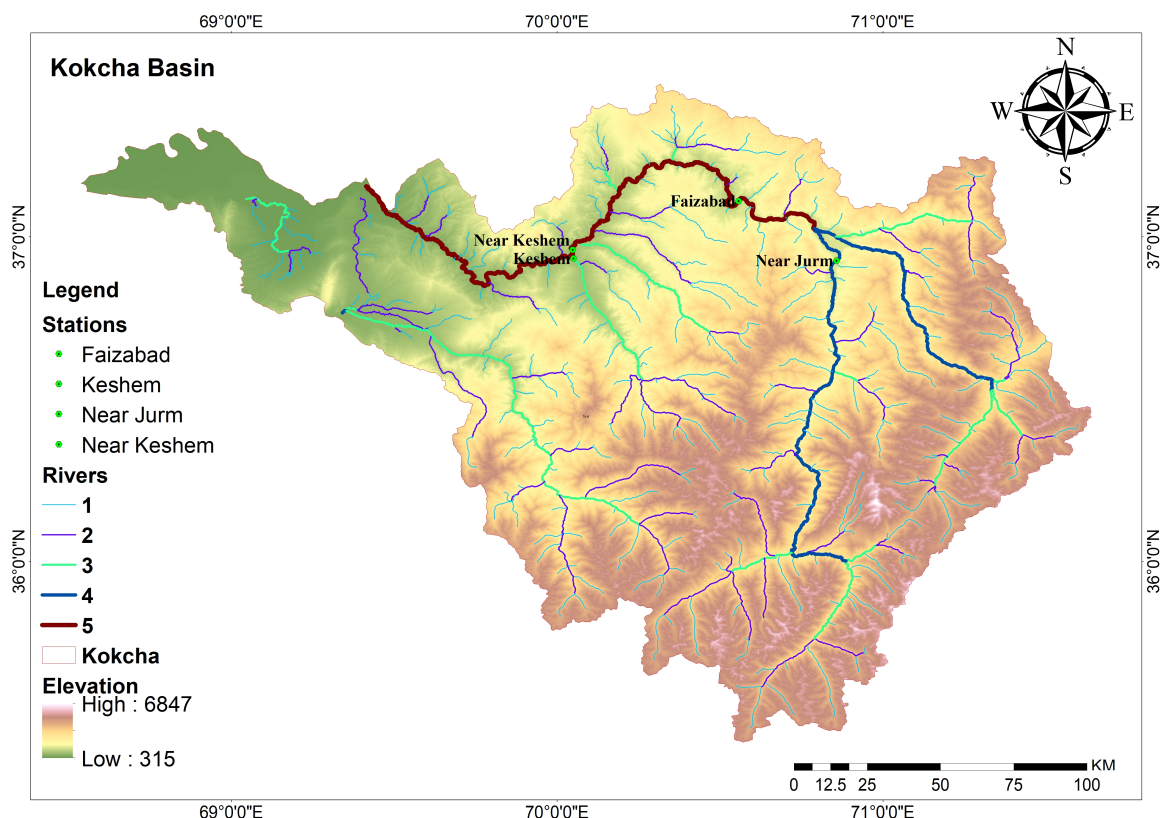 69°0'0"E 70°0'0"E 71°0'0"E
Kokcha Basin
N
W E
S
37°0'0"N
37°0'0"N
Faizabad
Near Keshem
Keshem
Near Jurm
Legend
Stations
Faizabad
Keshem
Near Jurm
Near Keshem
Rivers
1
2
3
4
5
Kokcha
Elevation
High : 6847
Low : 315
36°0'0"N
36°0'0"N
KM
0 12.5 25 50 75 100
69°0'0"E 70°0'0"E 71°0'0"E